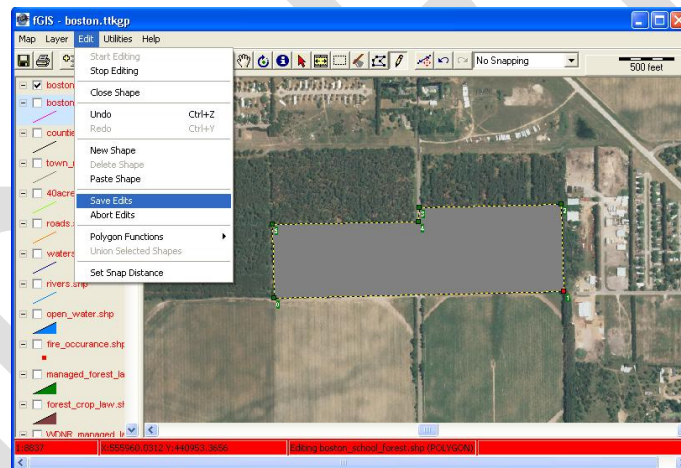 fGIS - boston.ttkgp
Map Layer Edit Utilities Help
No Snapping
500 feet
Start Editing
Stop Editing
Close Shape
Undo Ctrl+Z
Redo Ctrl+Y
New Shape
Delete Shape
Paste Shape
Save Edits
Abort Edits
Polygon Functions
Union Selected Shapes
Set Snap Distance
boston
boston
countie
town_
40acre
roads.
waters
rivers.shp
open_water.shp
fire_occurance.shp
managed_forest_la
forest_crop_law.sh
WDNR_managed_l
4
1
1:8637
X:555960.0312 Y:440953.3656
Editing boston_school_forest.shp (POLYGON)